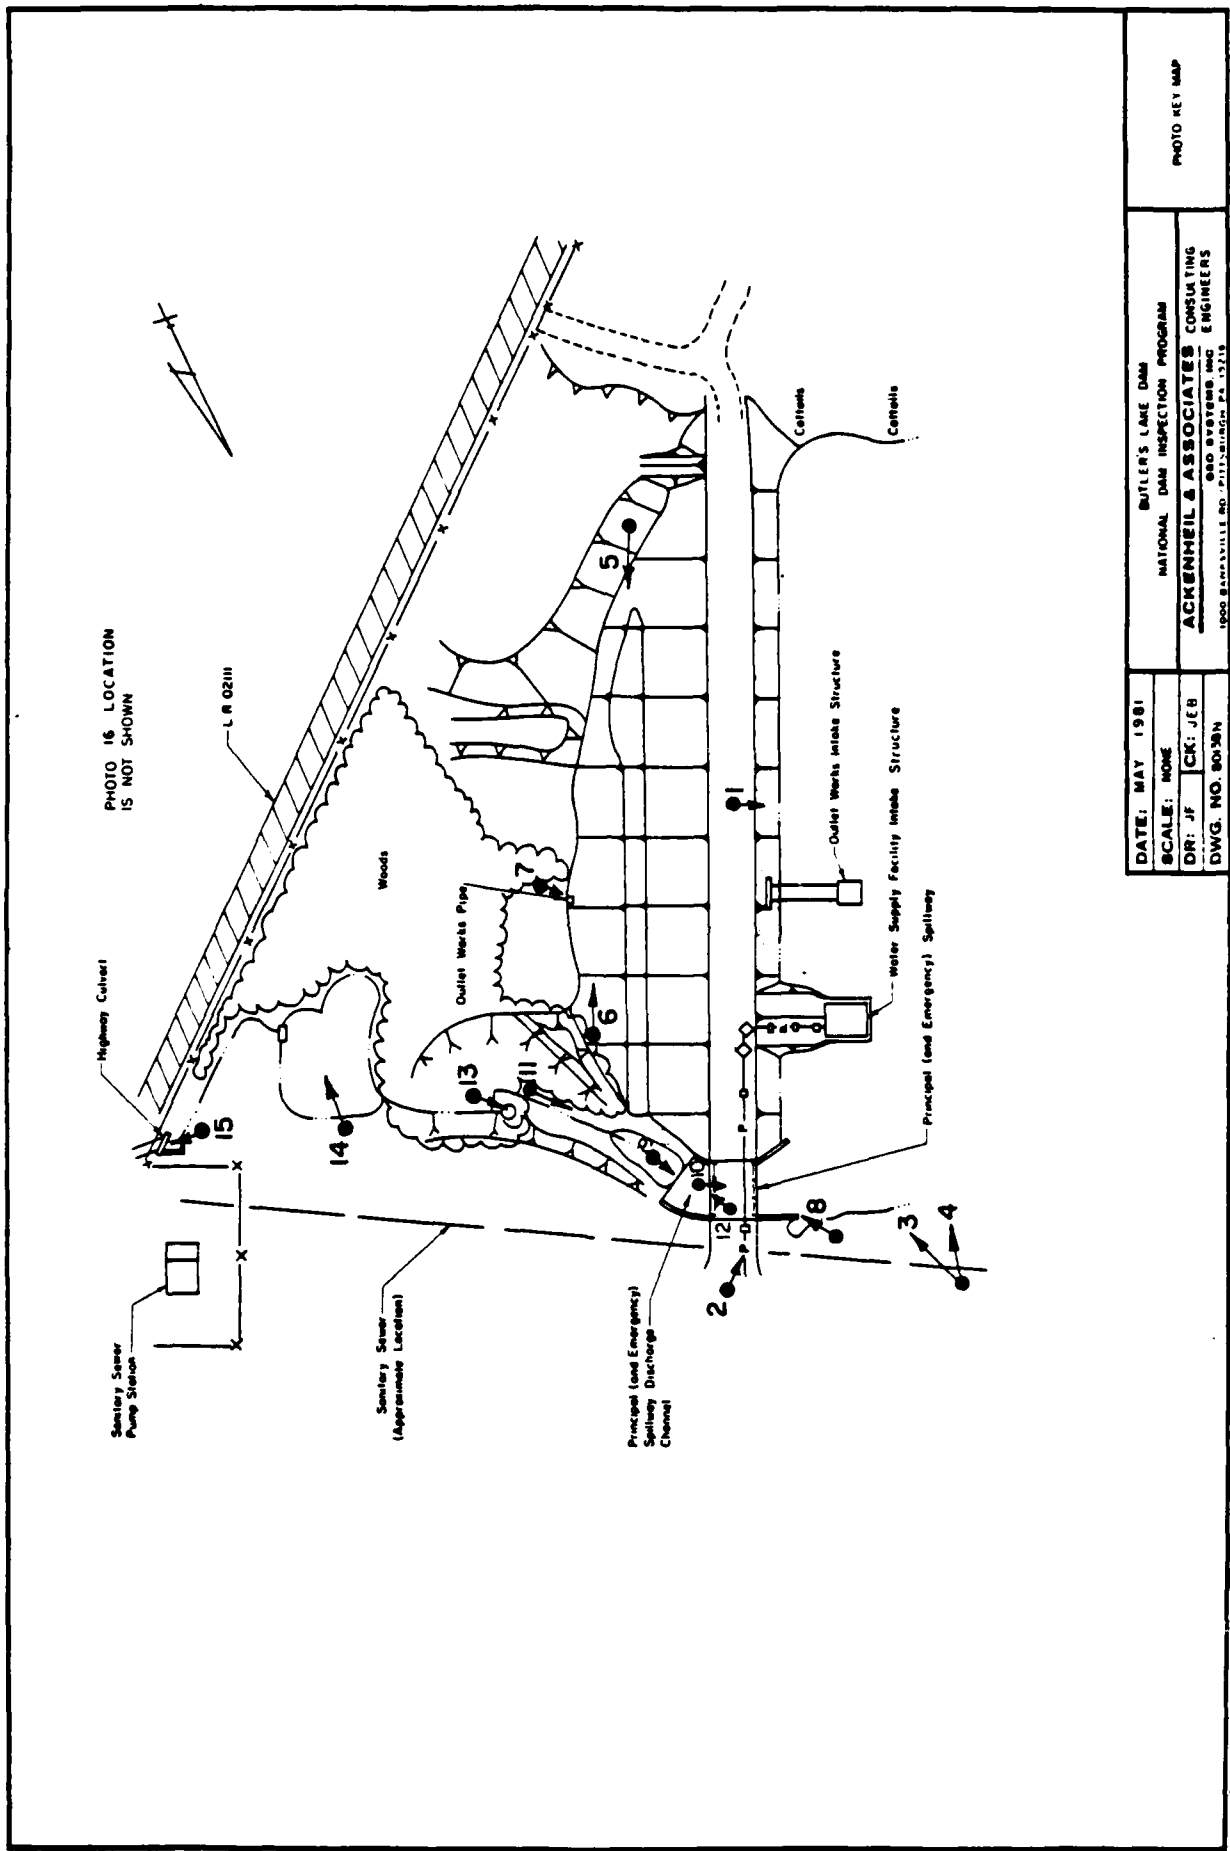 PHOTO 16 LOCATION
IS NOT SHOWN
L R 02111
Highway Culvert
Woods
Outlet Works Pipe
Sanitary Sewer
Pump Station
Sanitary Sewer
(Approximate Location)
Principal (and Emergency)
Spillway Discharge
Channel
Cattails
Cattails
Outlet Works Intake Structure
Water Supply Facility Intake Structure
Principal (and Emergency) Spillway
1
2
3
4
5
6
7
8
9
10
11
12
13
14
15
P
P
DATE: MAY 1981
SCALE: NONE
DR: JF CK: JEB
DWG. NO.
BUTLER'S LAKE DAM
NATIONAL DAM INSPECTION PROGRAM
ACKENHEIL & ASSOCIATES CONSULTING
ENGINEERS
GEO SYSTEMS, INC
PHOTO KEY MAP